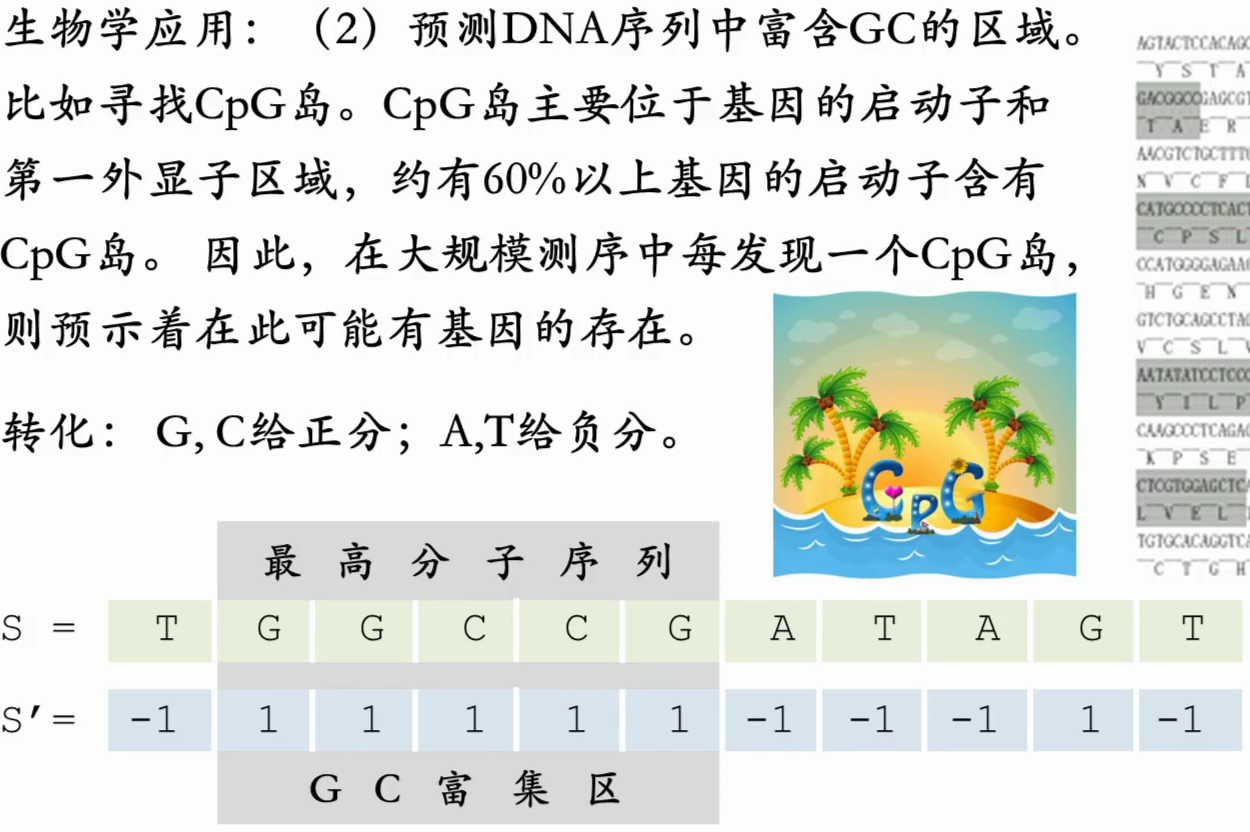 生物学应用：（2）预测DNA序列中富含GC的区域。
比如寻找CpG岛。CpG岛主要位于基因的启动子和
第一外显子区域，约有60%以上基因的启动子含有
CpG岛。 因此，在大规模测序中每发现一个CpG岛，
则预示着在此可能有基因的存在。
转化： G, C给正分；A,T给负分。
CpG
最 高 分 子 序 列
S = T G G C C G A T A G T
S′= -1 1 1 1 1 1 -1 -1 -1 1 -1
G C 富 集 区
AGTACTCCACAGC
Y S T A
GACGGCCGAGCGT
T A E R
AACGTCTGCTTTC
N V C F
CATGCCCCTCACT
C P S L
CCATGGGGAGAAC
H G E N
GTCTGCAGCCTAC
V C S L V
AATATATCCTCCC
Y I L P
CAAGCCCTCAGAG
K P S E
CTCGTGGAGCTCA
L V E L
TGTGCACAGGTCA
C T G H